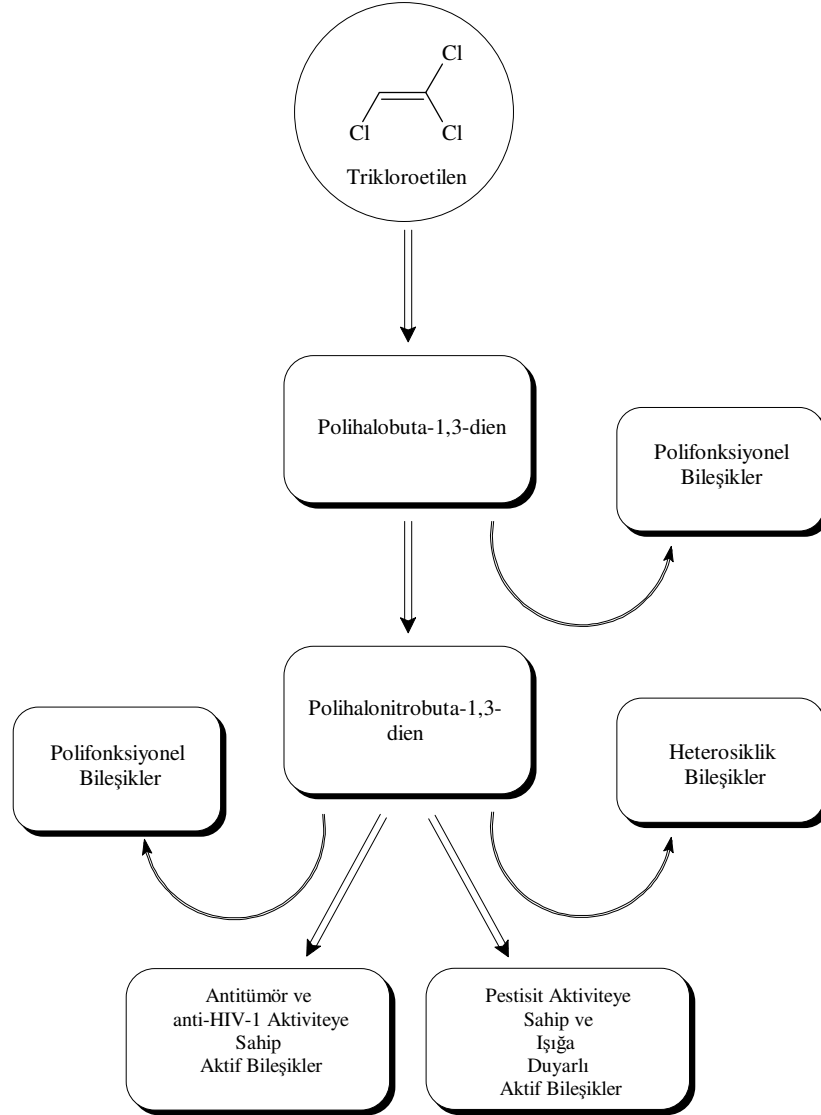 Cl
Cl
Cl
Trikloroetilen
Polihalobuta-1,3-dien
Polifonksiyonel
Bileşikler
Polihalonitrobuta-1,3-
dien
Polifonksiyonel
Bileşikler
Heterosiklik
Bileşikler
Antitümör ve
anti-HIV-1 Aktiviteye
Sahip
Aktif Bileşikler
Pestisit Aktiviteye
Sahip ve
Işığa
Duyarlı
Aktif Bileşikler